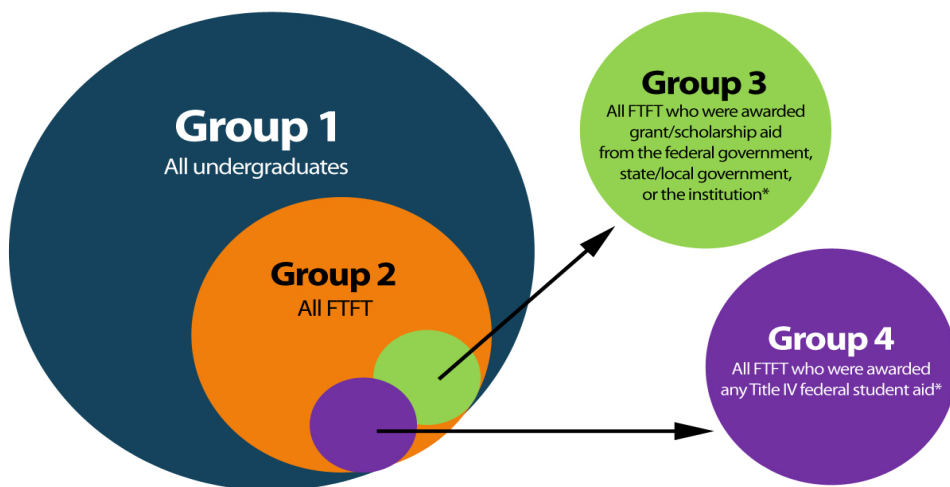 Group 1
All undergraduates
Group 2
All FTFT
Group 3
All FTFT who were awarded
grant/scholarship aid
from the federal government,
state/local government,
or the institution*
Group 4
All FTFT who were awarded
any Title IV federal student aid*